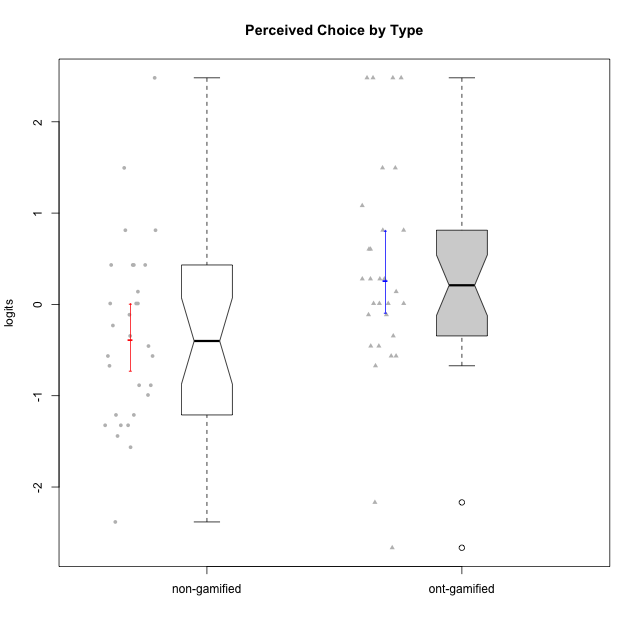 Perceived Choice by Type
logits
2
1
0
-1
-2
non-gamified
ont-gamified